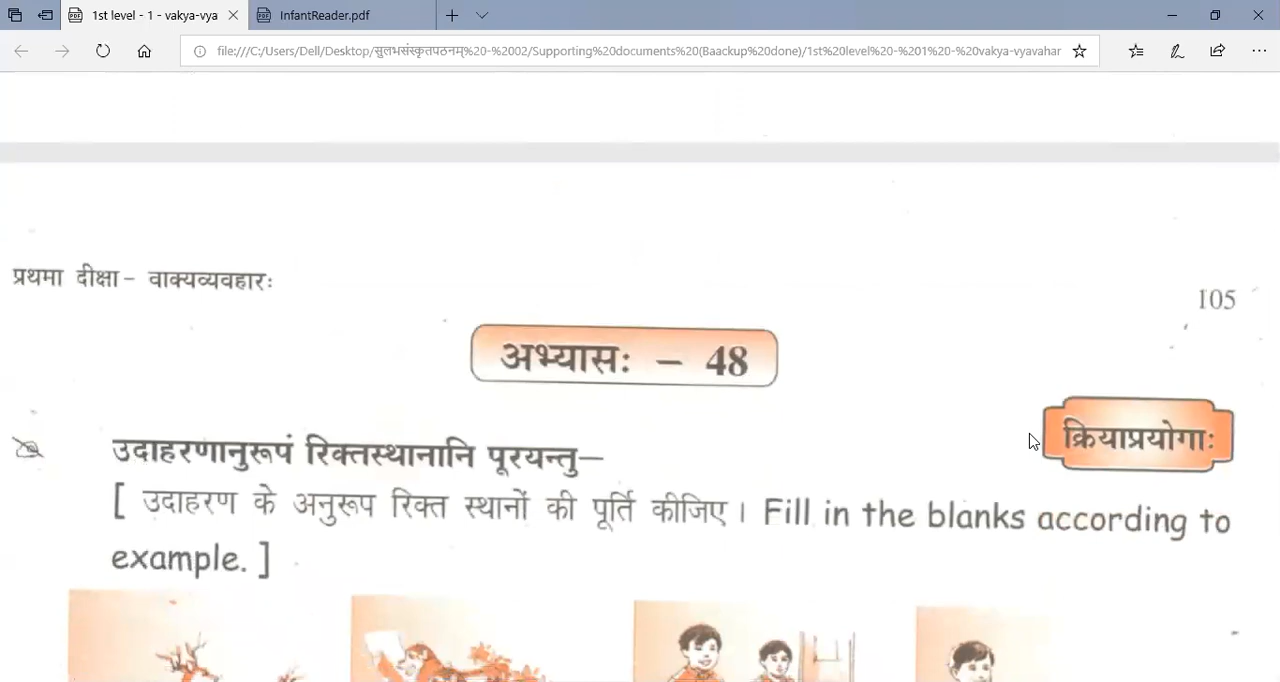 1st level - 1 - vakya-vya
InfantReader.pdf
file:///C:/Users/Dell/Desktop/सुलभसंस्कृतपठनम्%20-%2002/Supporting%20documents%20(Baackup%20done)/1st%20level%20-%201%20-%20vakya-vyavahar
प्रथमा दीक्षा - वाक्यव्यवहारः
105
अभ्यासः - 48
क्रियाप्रयोगाः
उदाहरणानुरूपं रिक्तस्थानानि पूरयन्तु—
[ उदाहरण के अनुरूप रिक्त स्थानों की पूर्ति कीजिए । Fill in the blanks according to
example. ]